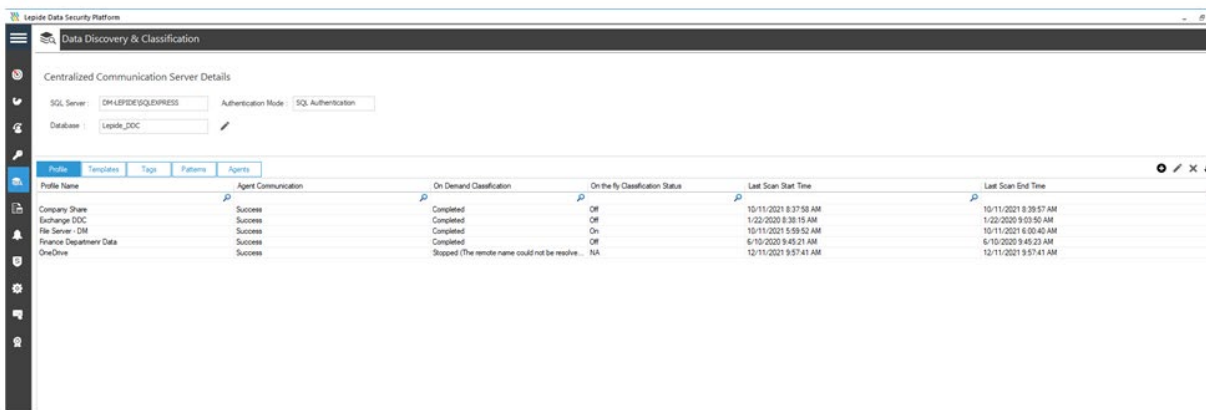 Lepide Data Security Platform
Data Discovery & Classification
Centralized Communication Server Details
SQL Server : DM-LEPIDE\SQLEXPRESS Authentication Mode : SQL Authentication
Database : Lepide_DDC
Profile Templates Tags Patterns Agents
Profile Name Agent Communication On Demand Classification On the fly Classification Status Last Scan Start Time Last Scan End Time
Company Share Success Completed Off 10/11/2021 8:37:58 AM 10/11/2021 8:39:57 AM
Exchange DDC Success Completed Off 1/22/2020 8:38:15 AM 1/22/2020 9:03:50 AM
File Server - DM Success Completed On 10/11/2021 5:59:52 AM 10/11/2021 6:00:40 AM
Finance Department Data Success Completed Off 6/10/2020 9:45:21 AM 6/10/2020 9:45:23 AM
OneDrive Success Stopped (The remote name could not be resolve... NA 12/11/2021 9:57:41 AM 12/11/2021 9:57:41 AM